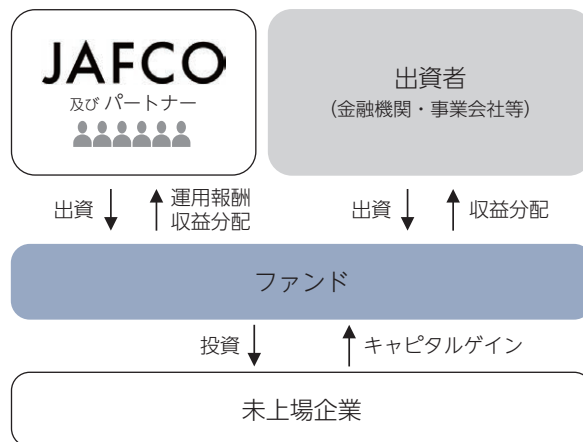 JAFCO
及び パートナー
出資者
(金融機関・事業会社等)
出資
運用報酬
収益分配
出資
収益分配
ファンド
投資
キャピタルゲイン
未上場企業